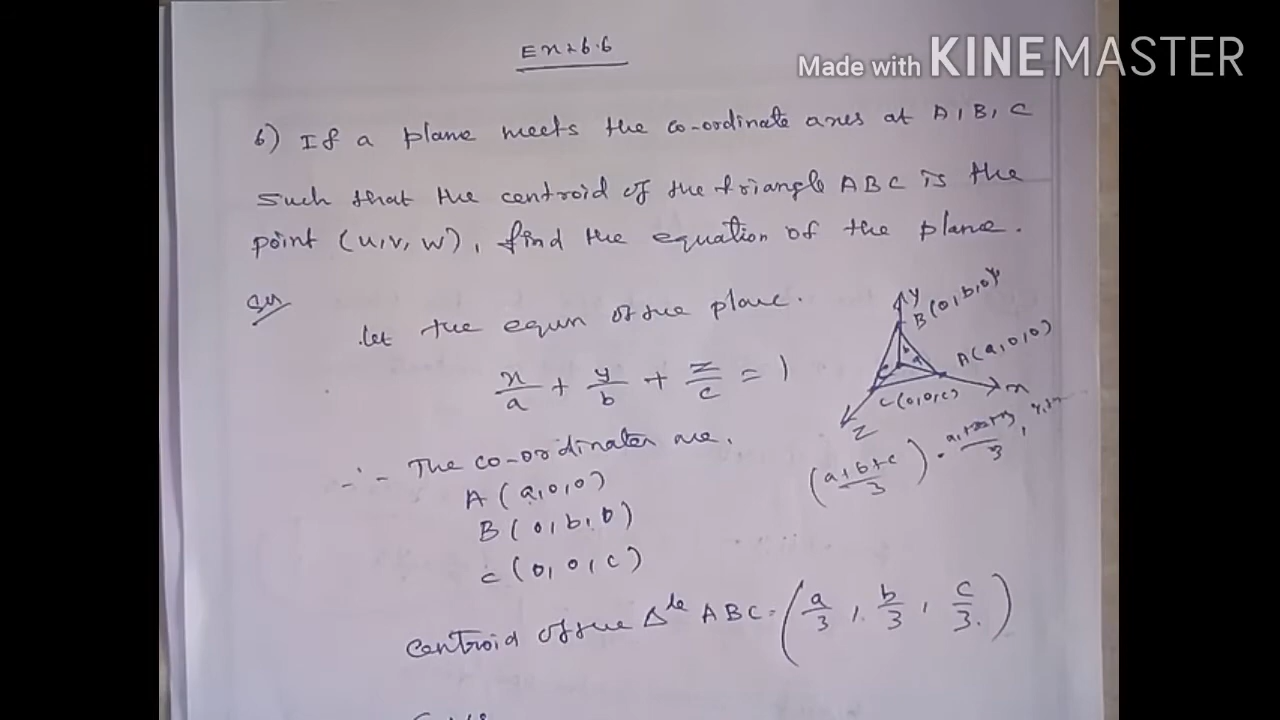 Ex 6.6
Made with KINEMASTER
6) If a plane meets the co-ordinate axes at A, B, C
such that the centroid of the triangle ABC is the
point (u, v, w), find the equation of the plane.
Sol
let the equn of the plane.
x/a + y/b + z/c = 1
y
B(0, b, 0)
A(a, 0, 0)
C(0, 0, c)
x
z
∴ The co-ordinates are.
A (a, 0, 0)
B (0, b, 0)
C (0, 0, c)
(a+b+c/3)
Centroid of the Δle ABC = (a/3, b/3, c/3.)